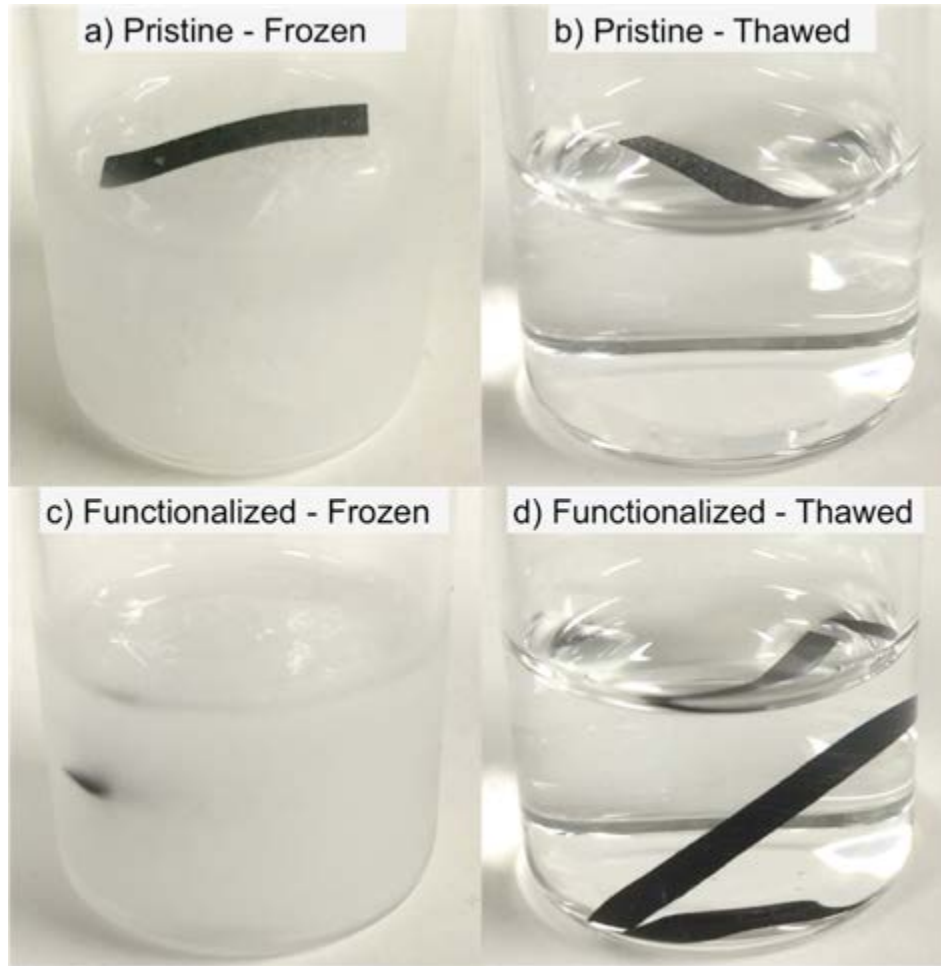 a) Pristine - Frozen
b) Pristine - Thawed
c) Functionalized - Frozen
d) Functionalized - Thawed